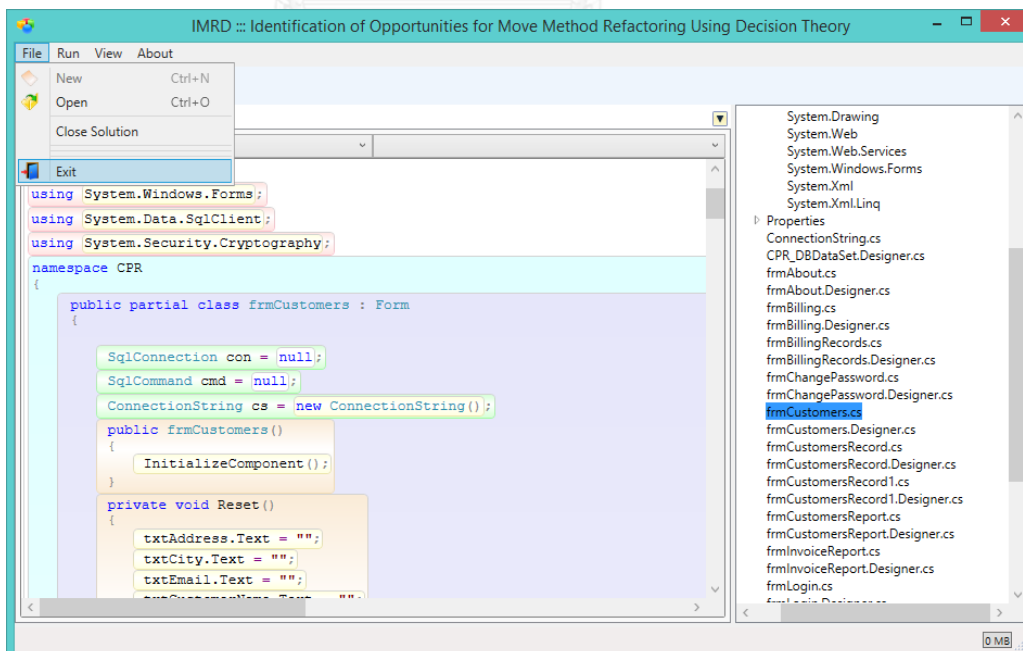 IMRD ::: Identification of Opportunities for Move Method Refactoring Using Decision Theory
File Run View About
New Ctrl+N
Open Ctrl+O
Close Solution
Exit
using System.Windows.Forms;
using System.Data.SqlClient;
using System.Security.Cryptography;
namespace CPR
{
public partial class frmCustomers : Form
{
SqlConnection con = null;
SqlCommand cmd = null;
ConnectionString cs = new ConnectionString();
public frmCustomers()
{
InitializeComponent();
}
private void Reset()
{
txtAddress.Text = "";
txtCity.Text = "";
txtEmail.Text = "";
txtCustomerName.Text = "";
System.Drawing
System.Web
System.Web.Services
System.Windows.Forms
System.Xml
System.Xml.Linq
Properties
ConnectionString.cs
CPR_DBDataSet.Designer.cs
frmAbout.cs
frmAbout.Designer.cs
frmBilling.cs
frmBilling.Designer.cs
frmBillingRecords.cs
frmBillingRecords.Designer.cs
frmChangePassword.cs
frmChangePassword.Designer.cs
frmCustomers.cs
frmCustomers.Designer.cs
frmCustomersRecord.cs
frmCustomersRecord.Designer.cs
frmCustomersRecord1.cs
frmCustomersRecord1.Designer.cs
frmCustomersReport.cs
frmCustomersReport.Designer.cs
frmInvoiceReport.cs
frmInvoiceReport.Designer.cs
frmLogin.cs
frmLogin.Designer.cs
0 MB